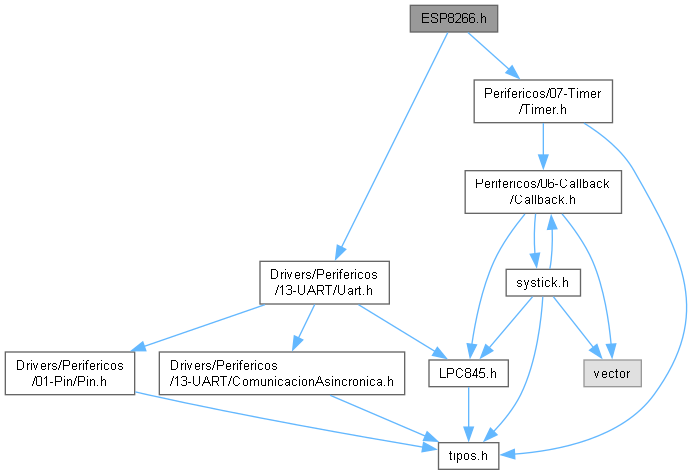 ESP8266.h
Perifericos/07-Timer
/Timer.h
Perifericos/06-Callback
/Callback.h
Drivers/Perifericos
/13-UART/Uart.h
systick.h
Drivers/Perifericos
/01-Pin/Pin.h
Drivers/Perifericos
/13-UART/ComunicacionAsincronica.h
LPC845.h
vector
tipos.h